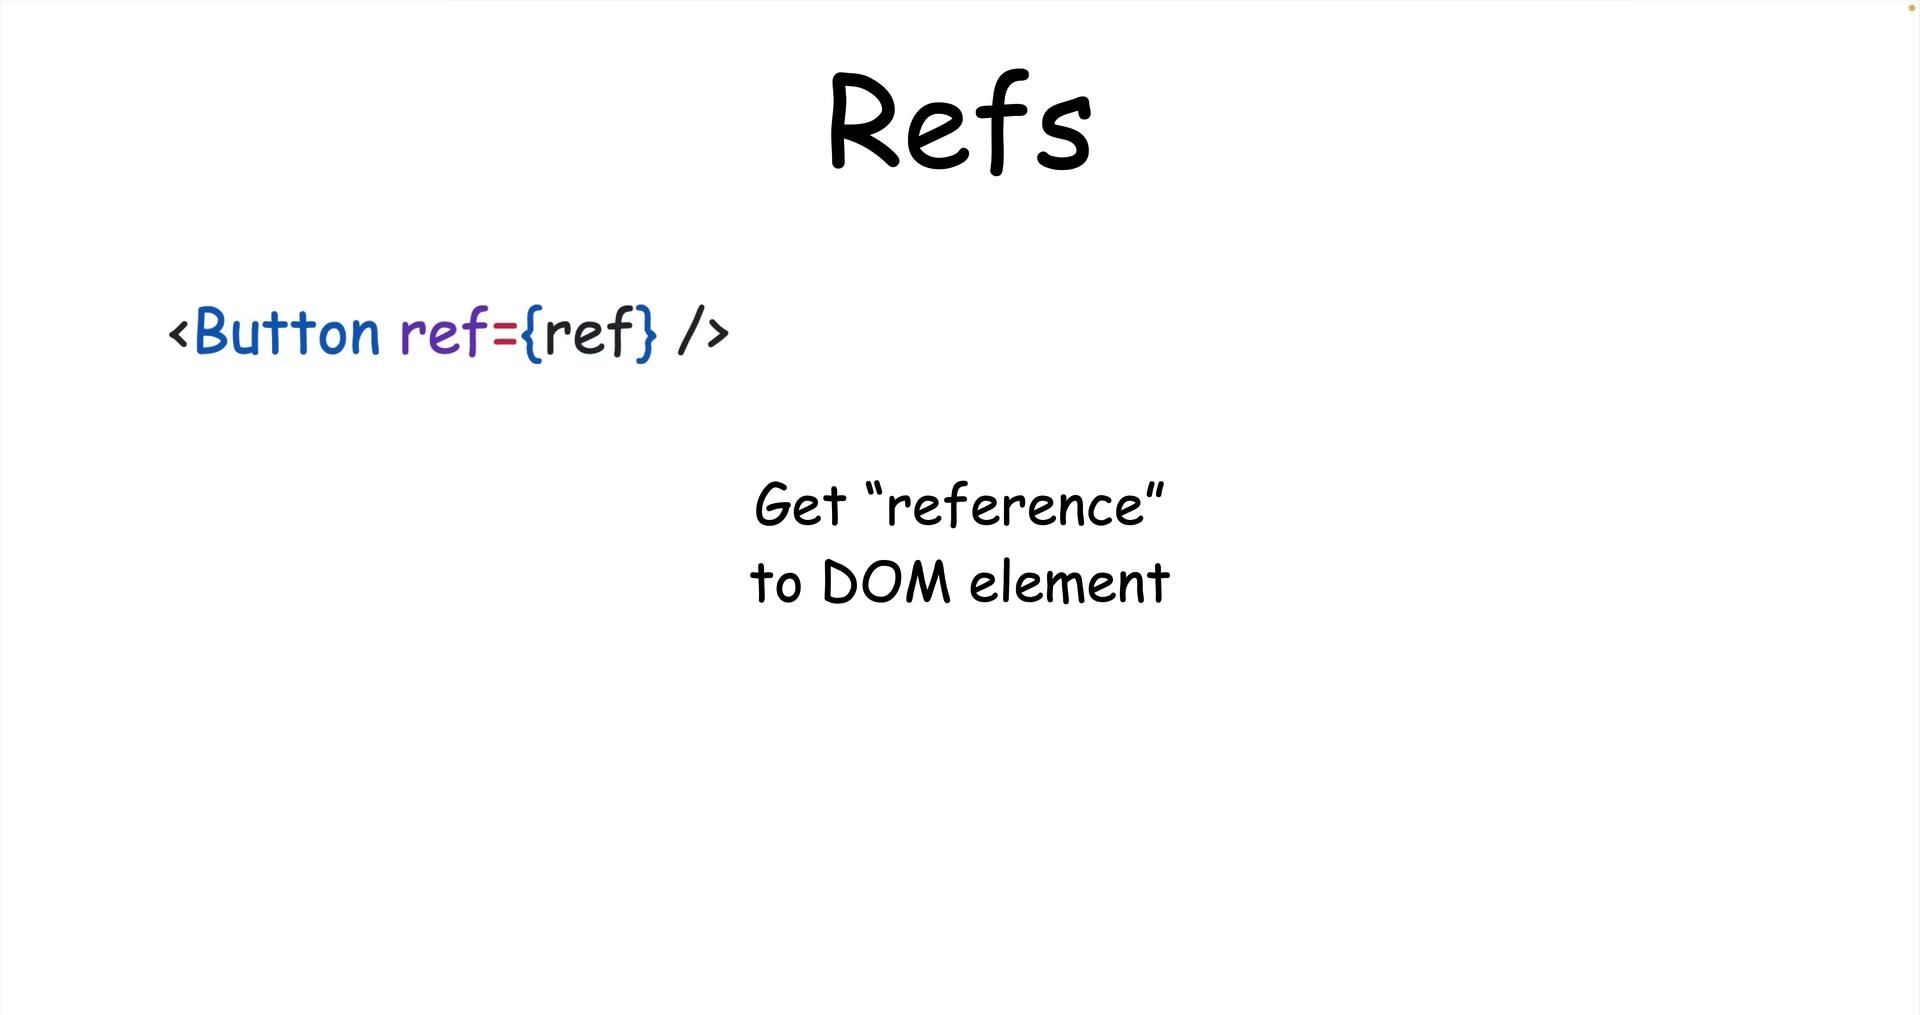 Refs
<Button ref={ref} />
Get “reference”
to DOM element